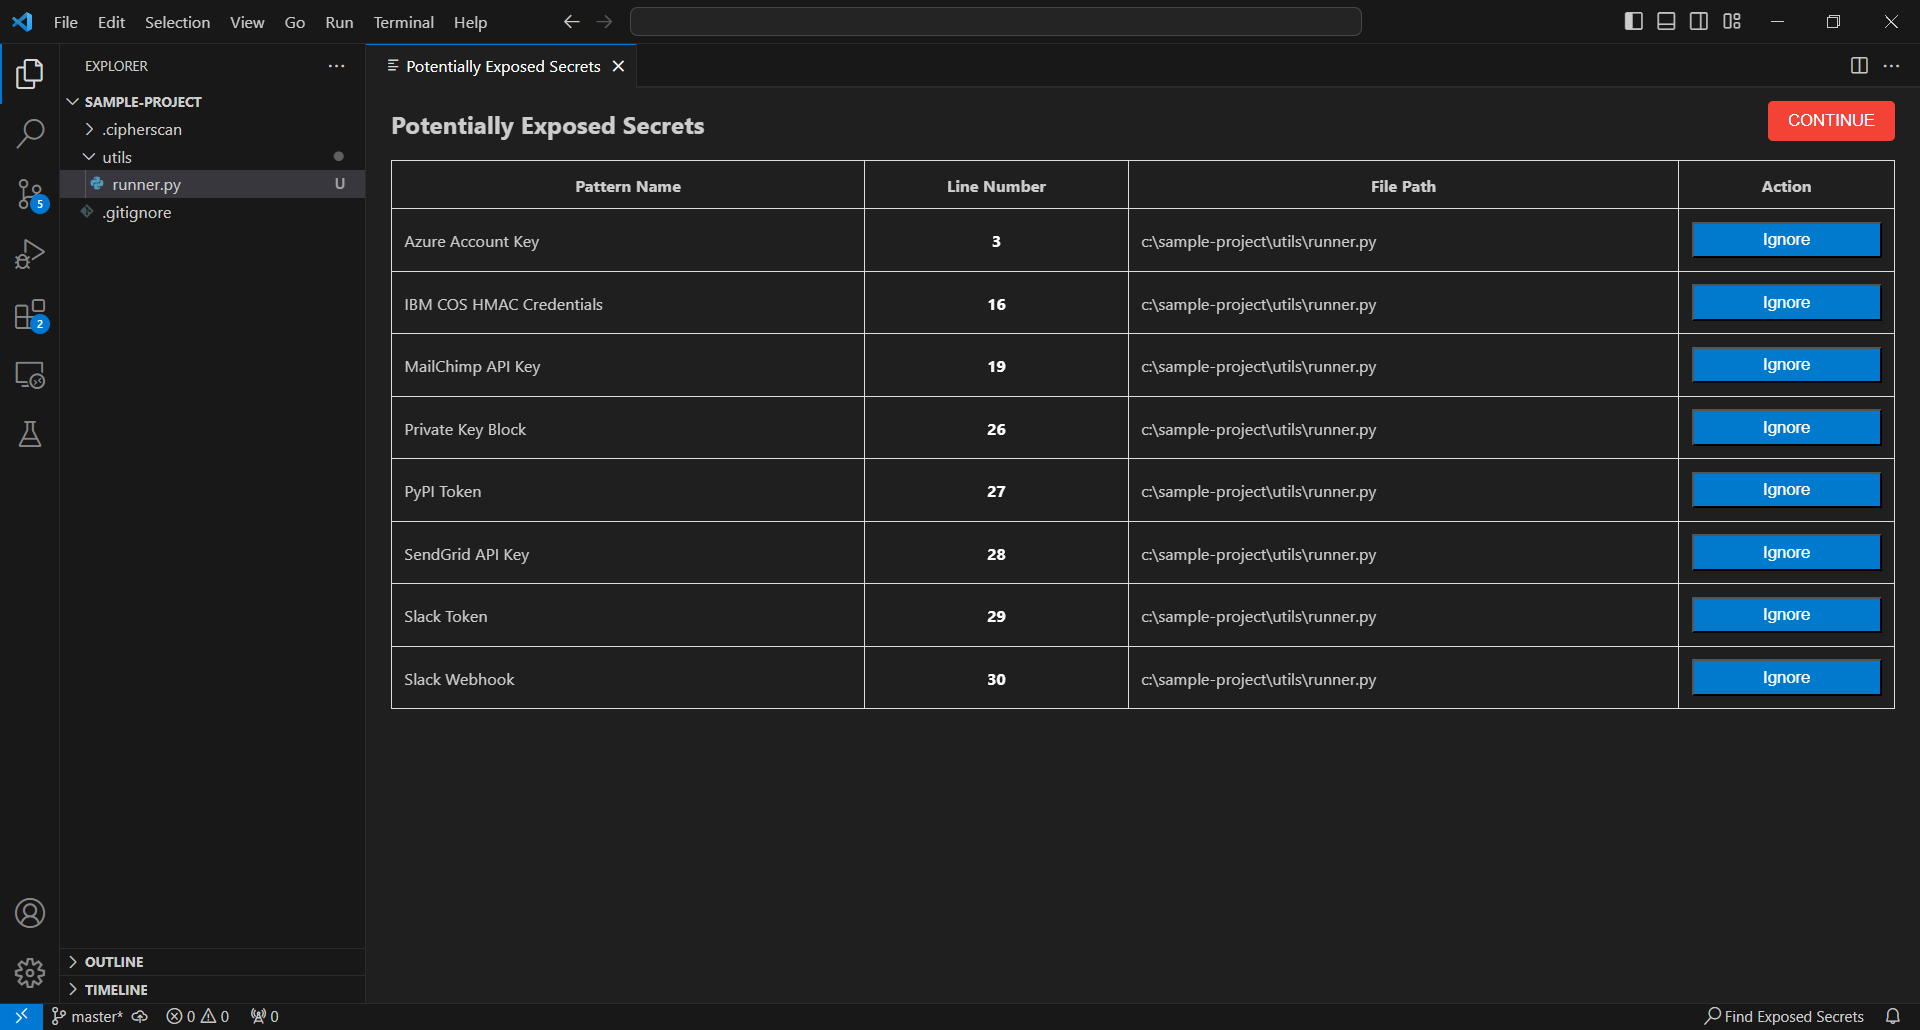 File Edit Selection View Go Run Terminal Help
EXPLORER
SAMPLE-PROJECT
.cipherscan
utils
runner.py U
.gitignore
5
2
OUTLINE
TIMELINE
Potentially Exposed Secrets
Potentially Exposed Secrets
CONTINUE
Pattern Name Line Number File Path Action
Azure Account Key 3 c:\sample-project\utils\runner.py Ignore
IBM COS HMAC Credentials 16 c:\sample-project\utils\runner.py Ignore
MailChimp API Key 19 c:\sample-project\utils\runner.py Ignore
Private Key Block 26 c:\sample-project\utils\runner.py Ignore
PyPI Token 27 c:\sample-project\utils\runner.py Ignore
SendGrid API Key 28 c:\sample-project\utils\runner.py Ignore
Slack Token 29 c:\sample-project\utils\runner.py Ignore
Slack Webhook 30 c:\sample-project\utils\runner.py Ignore
master* 0 0 0 Find Exposed Secrets